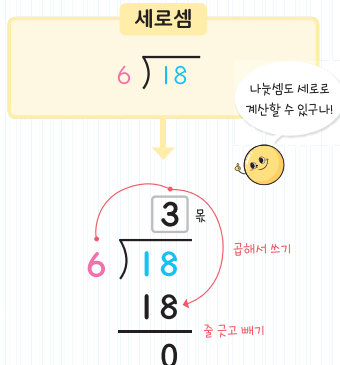 세로셈
6 ) 18
나눗셈도 세로로
계산할 수 있구나!
3 몫
6 ) 18
곱해서 쓰기
18
줄 긋고 빼기
0